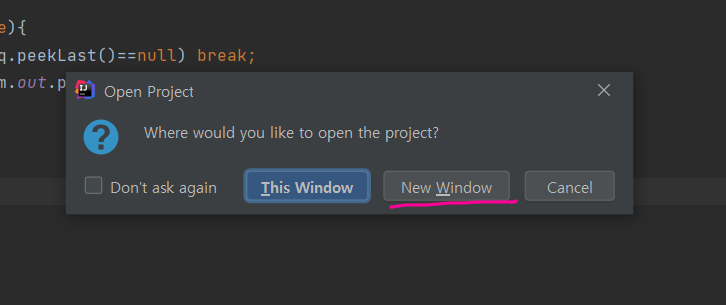 e){
q.peekLast()==null) break;
m.out.p
IJ
Open Project
Where would you like to open the project?
Don't ask again
This Window
New Window
Cancel